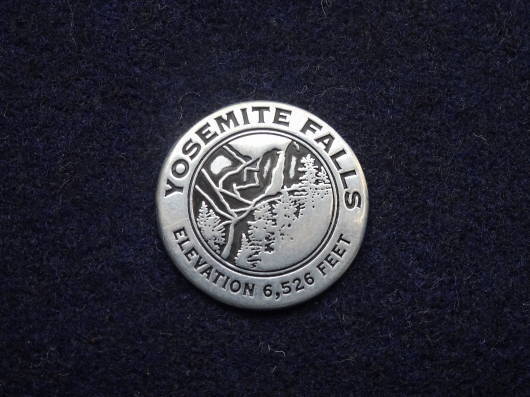 YOSEMITE FALLS
ELEVATION 6,526 FEET